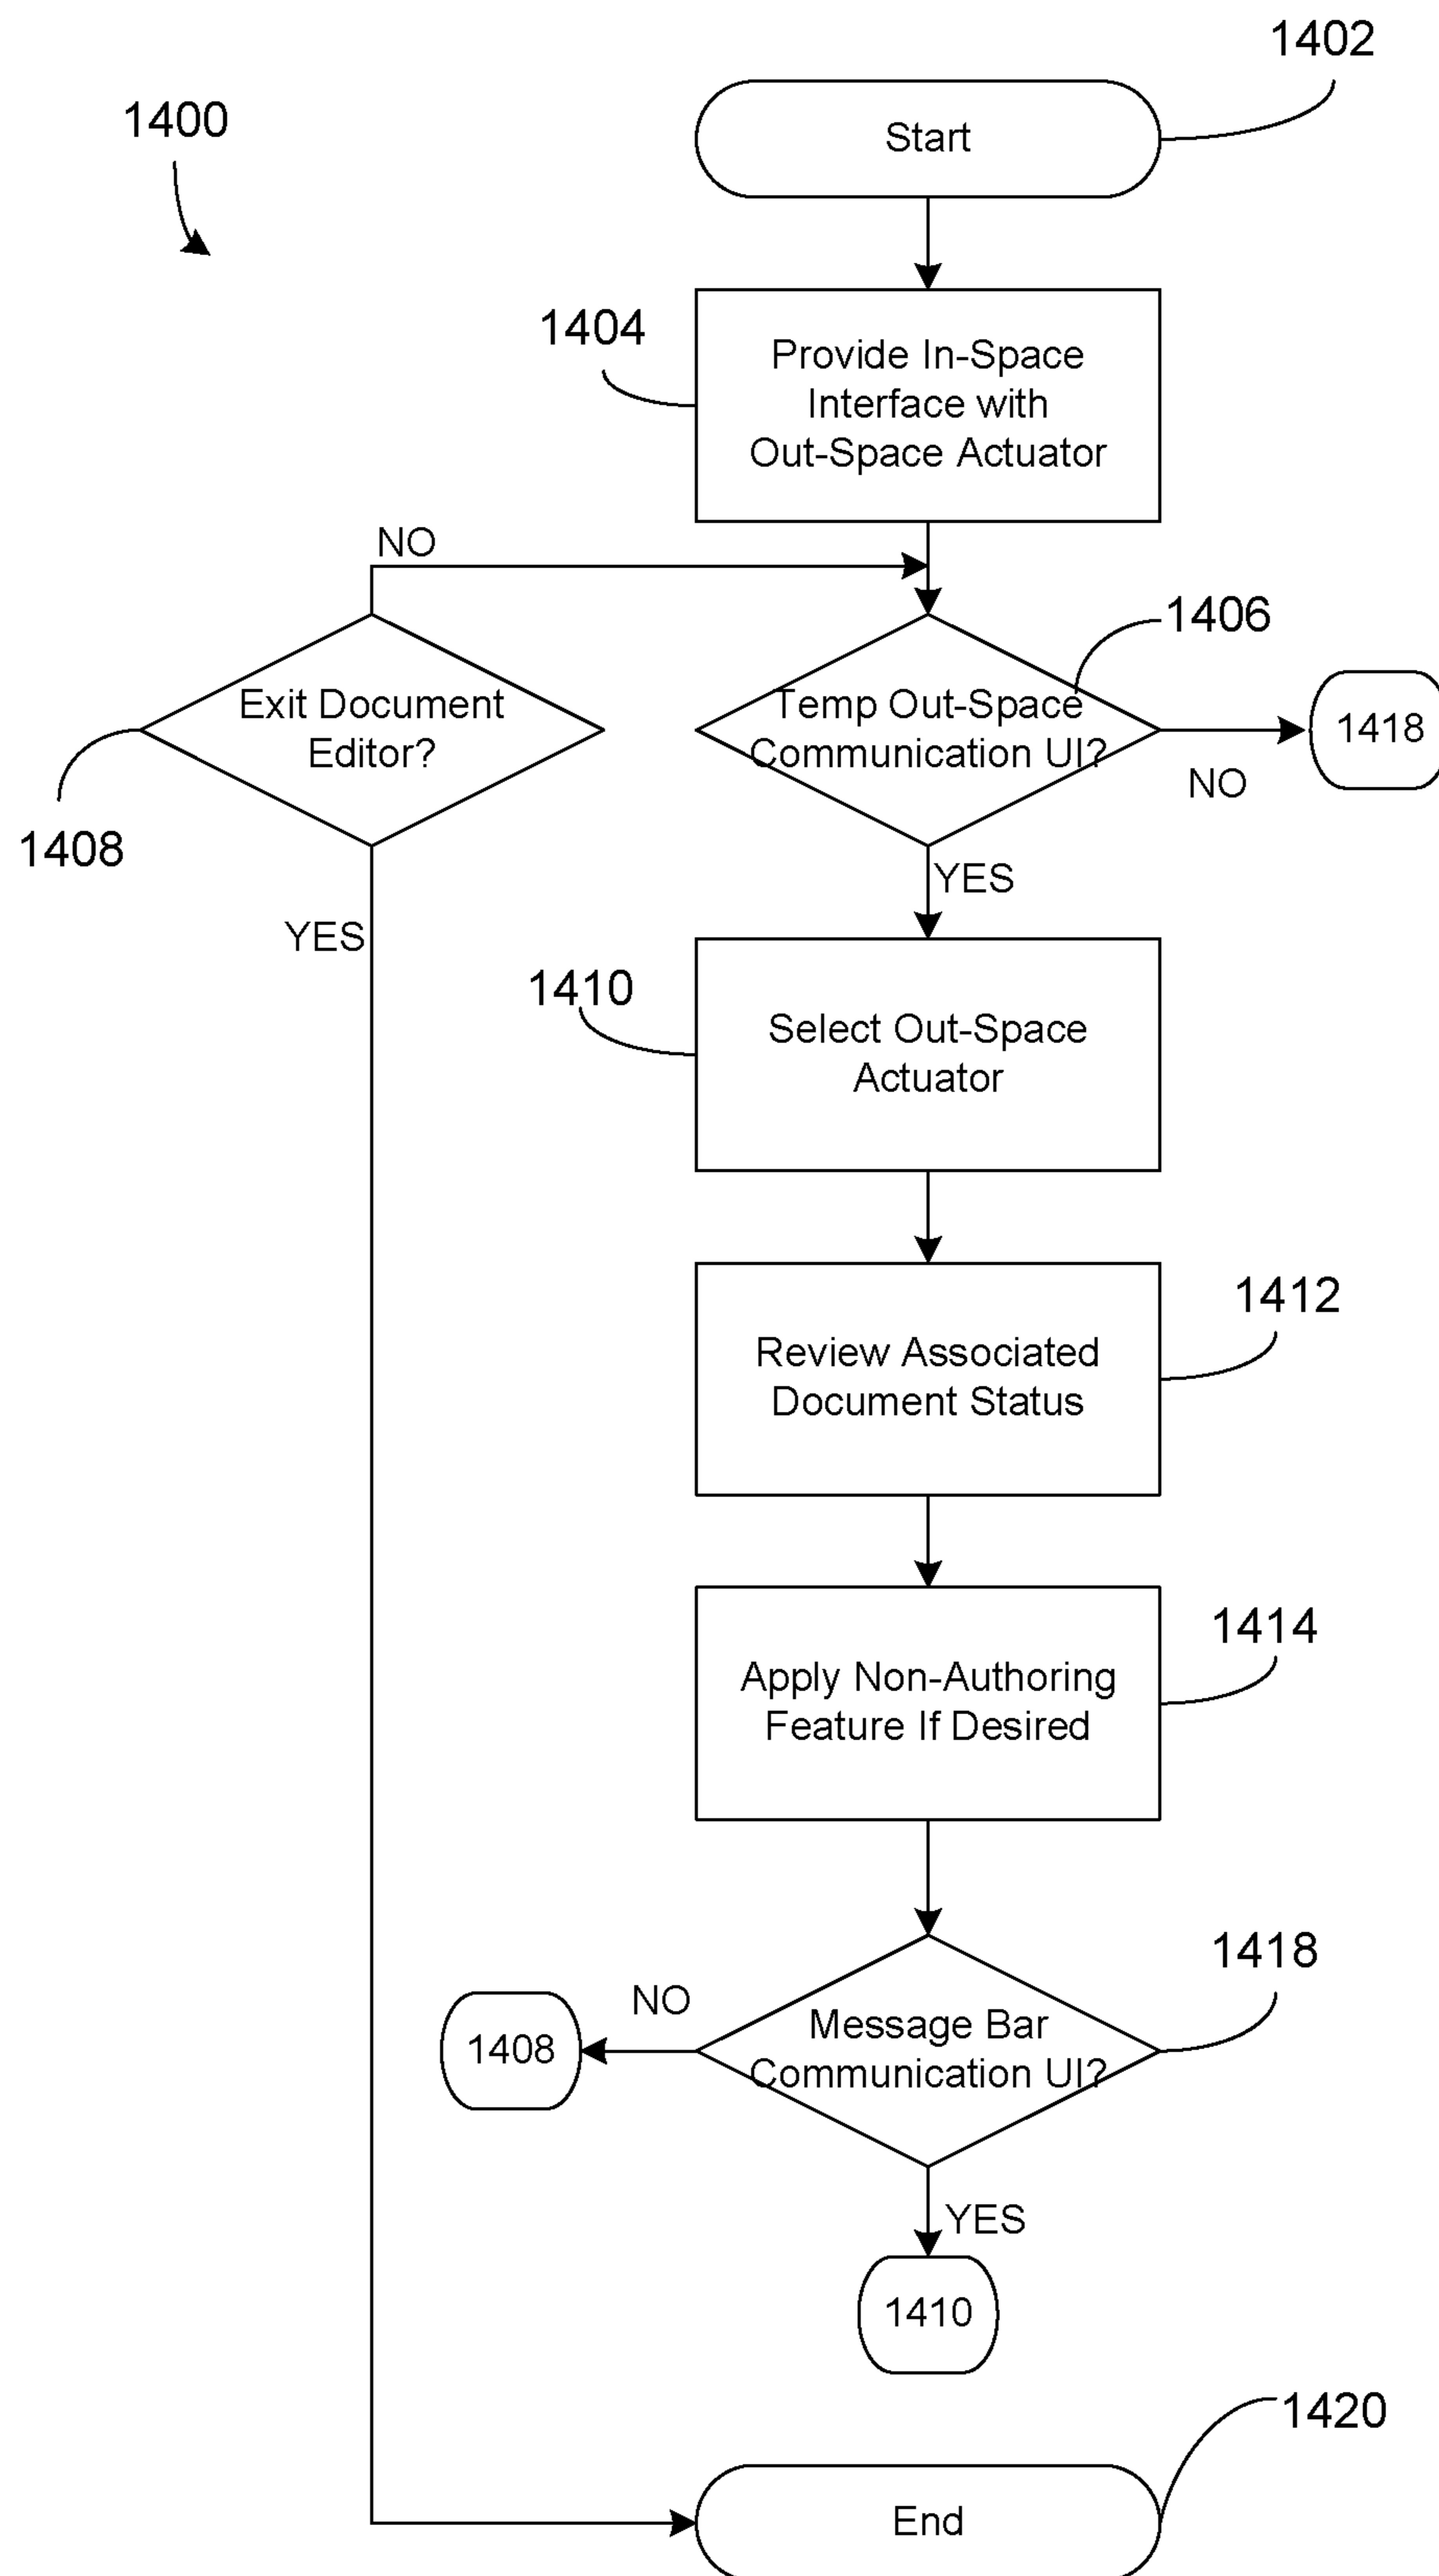 1402
1400
Start
1404
Provide In-Space
Interface with
Out-Space Actuator
NO
1406
Exit Document
Editor?
Temp Out-Space
Communication UI?
1418
NO
1408
YES
YES
1410
Select Out-Space
Actuator
1412
Review Associated
Document Status
1414
Apply Non-Authoring
Feature If Desired
1418
NO
Message Bar
Communication UI?
1408
YES
1410
1420
End